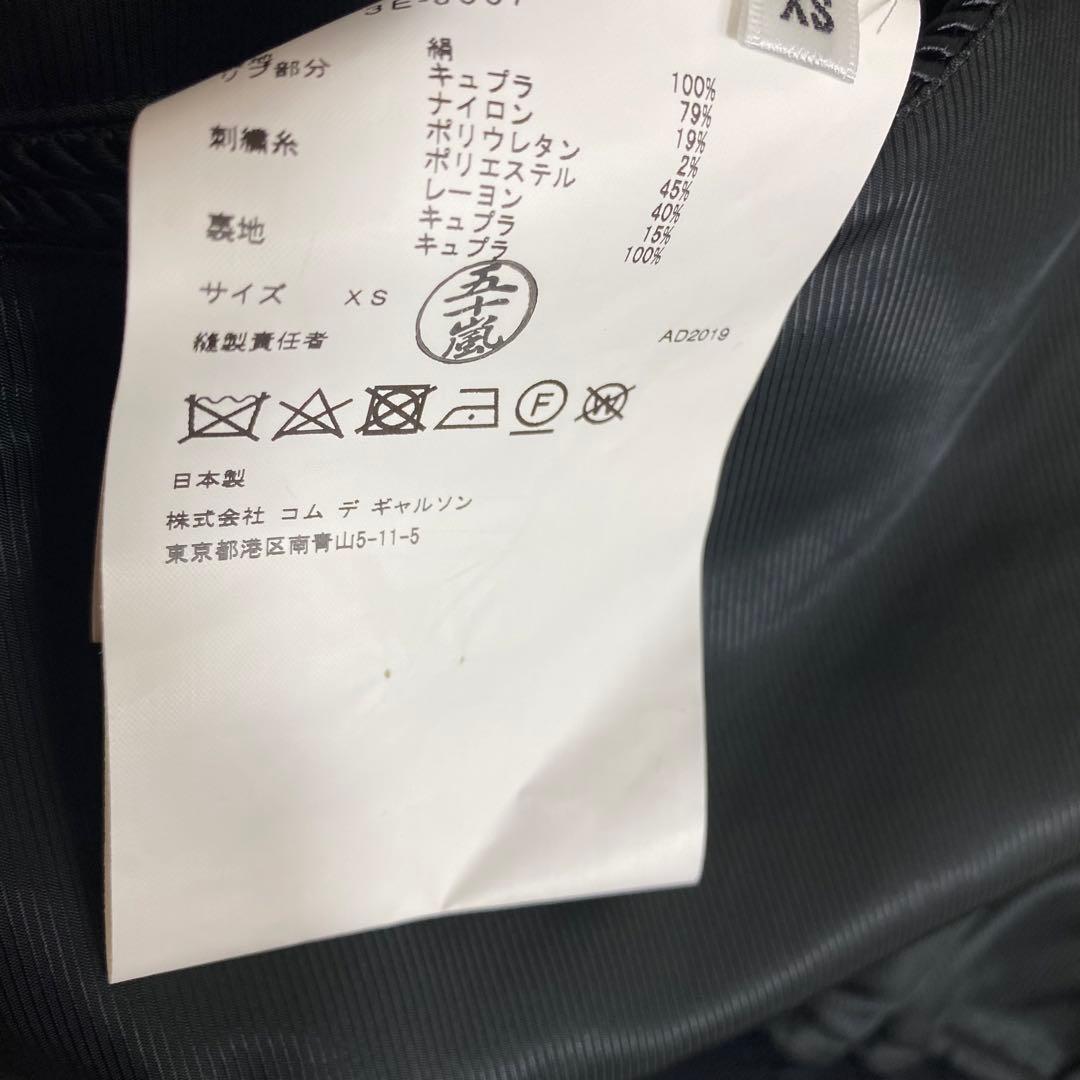 XS
絹 100%
リブ部分 キュプラ 79%
ナイロン 19%
ポリウレタン 2%
刺繍糸 ポリエステル 45%
レーヨン 40%
キュプラ 15%
裏地 キュプラ 100%
サイズ XS
五十嵐
縫製責任者 AD2019
F
W
日本製
株式会社 コム デ ギャルソン
東京都港区南青山5-11-5